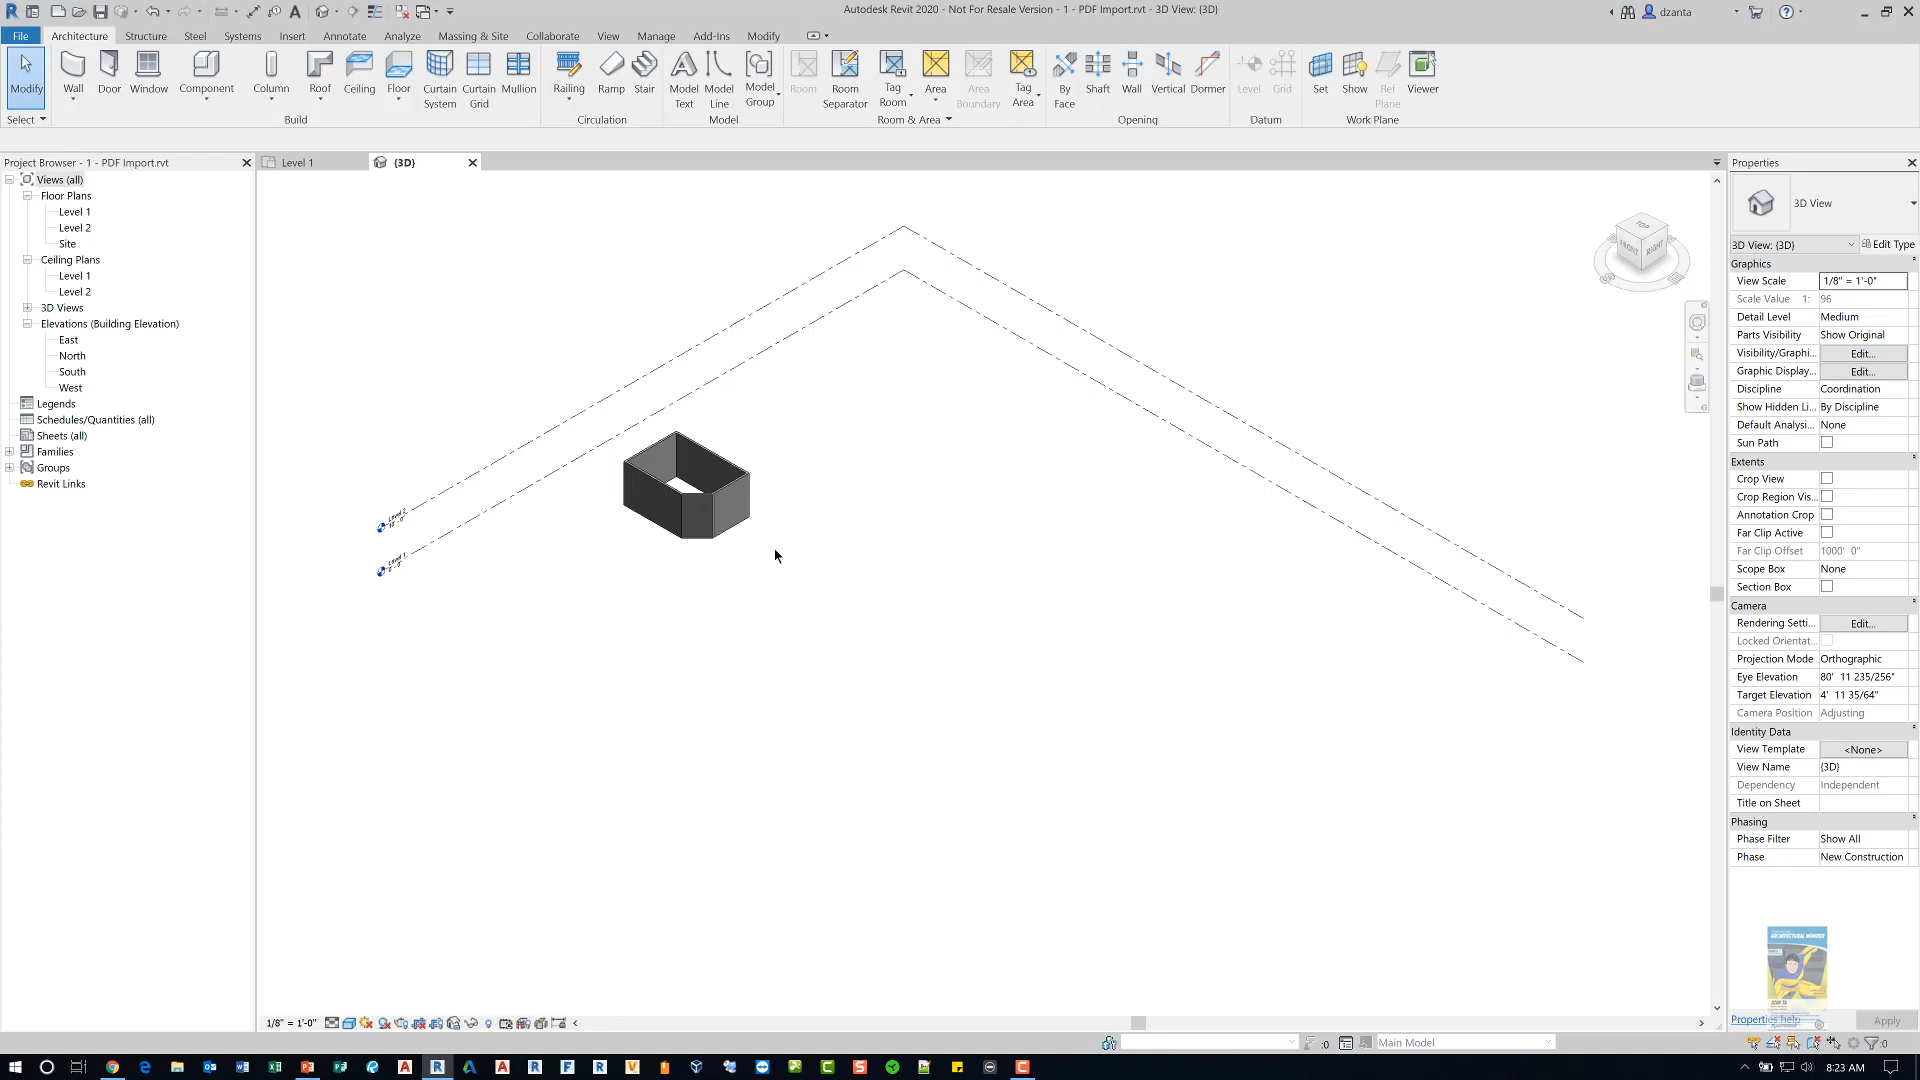 Autodesk Revit 2020 - Not For Resale Version - 1 - PDF Import.rvt - 3D View: {3D}
dzanta
File Architecture Structure Steel Systems Insert Annotate Analyze Massing & Site Collaborate View Manage Add-Ins Modify
Modify Wall Door Window Component Column Roof Ceiling Floor Curtain System Curtain Grid Mullion Railing Ramp Stair Model Text Model Line Model Group Room Room Separator Tag Room Area Area Boundary Tag Area By Face Shaft Wall Vertical Dormer Level Grid Set Show Ref Plane Viewer
Select Build Circulation Model Room & Area Opening Datum Work Plane
Project Browser - 1 - PDF Import.rvt
Views (all)
Floor Plans
Level 1
Level 2
Site
Ceiling Plans
Level 1
Level 2
3D Views
Elevations (Building Elevation)
East
North
South
West
Legends
Schedules/Quantities (all)
Sheets (all)
Families
Groups
Revit Links
Level 1
{3D}
Level 2
Level 1
TOP
FRONT
RIGHT
Properties
3D View
3D View: {3D}
Edit Type
Graphics
View Scale 1/8" = 1'-0"
Scale Value 1: 96
Detail Level Medium
Parts Visibility Show Original
Visibility/Graphi... Edit...
Graphic Display... Edit...
Discipline Coordination
Show Hidden Li... By Discipline
Default Analysi... None
Sun Path
Extents
Crop View
Crop Region Vis...
Annotation Crop
Far Clip Active
Far Clip Offset 1000' 0"
Scope Box None
Section Box
Camera
Rendering Setti... Edit...
Locked Orientat...
Projection Mode Orthographic
Eye Elevation 80' 11 235/256"
Target Elevation 4' 11 35/64"
Camera Position Adjusting
Identity Data
View Template <None>
View Name {3D}
Dependency Independent
Title on Sheet
Phasing
Phase Filter Show All
Phase New Construction
ARCHITECTURAL WONDER
Properties help
Apply
1/8" = 1'-0"
:0
Main Model
:0
8:23 AM